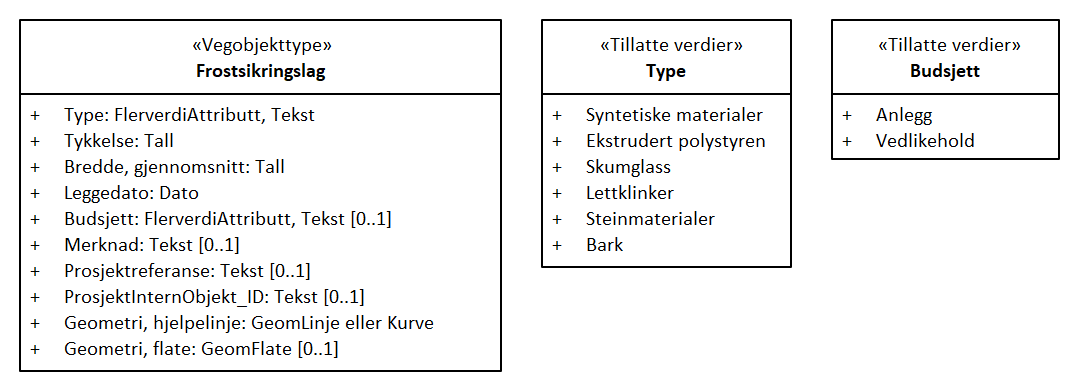 «Vegobjekttype»
Frostsikringslag
+ Type: FlerverdiAttributt, Tekst
+ Tykkelse: Tall
+ Bredde, gjennomsnitt: Tall
+ Leggedato: Dato
+ Budsjett: FlerverdiAttributt, Tekst [0..1]
+ Merknad: Tekst [0..1]
+ Prosjektreferanse: Tekst [0..1]
+ ProsjektInternObjekt_ID: Tekst [0..1]
+ Geometri, hjelpelinje: GeomLinje eller Kurve
+ Geometri, flate: GeomFlate [0..1]
«Tillatte verdier»
Type
+ Syntetiske materialer
+ Ekstrudert polystyren
+ Skumglass
+ Lettklinker
+ Steinmaterialer
+ Bark
«Tillatte verdier»
Budsjett
+ Anlegg
+ Vedlikehold